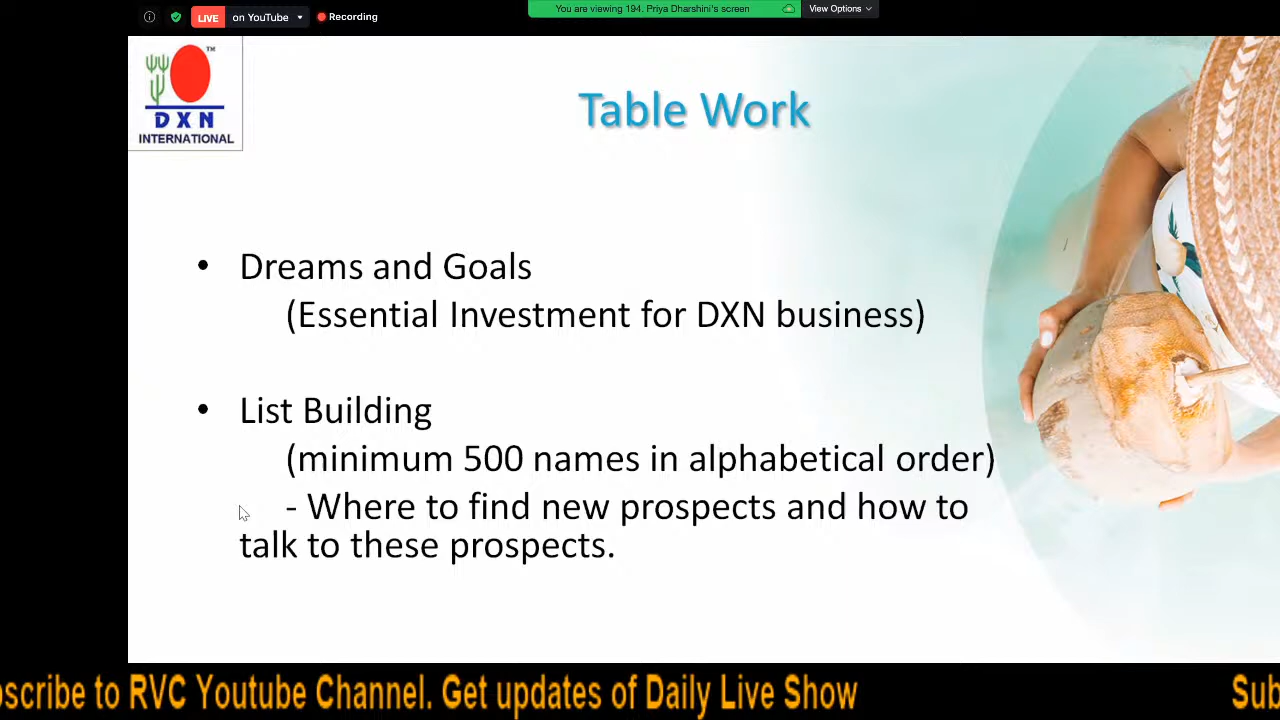 LIVE on YouTube Recording
You are viewing 194. Priya Dharshini's screen View Options
TM
DXN
INTERNATIONAL
Table Work
• Dreams and Goals
(Essential Investment for DXN business)
• List Building
(minimum 500 names in alphabetical order)
- Where to find new prospects and how to
talk to these prospects.
scribe to RVC Youtube Channel. Get updates of Daily Live Show Sub